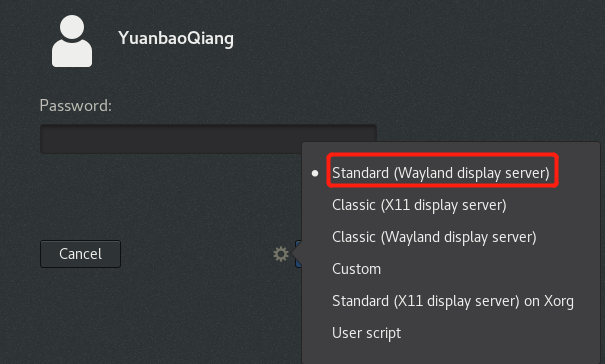 YuanbaoQiang
Password:
Standard (Wayland display server)
Classic (X11 display server)
Classic (Wayland display server)
Cancel
Custom
Standard (X11 display server) on Xorg
User script